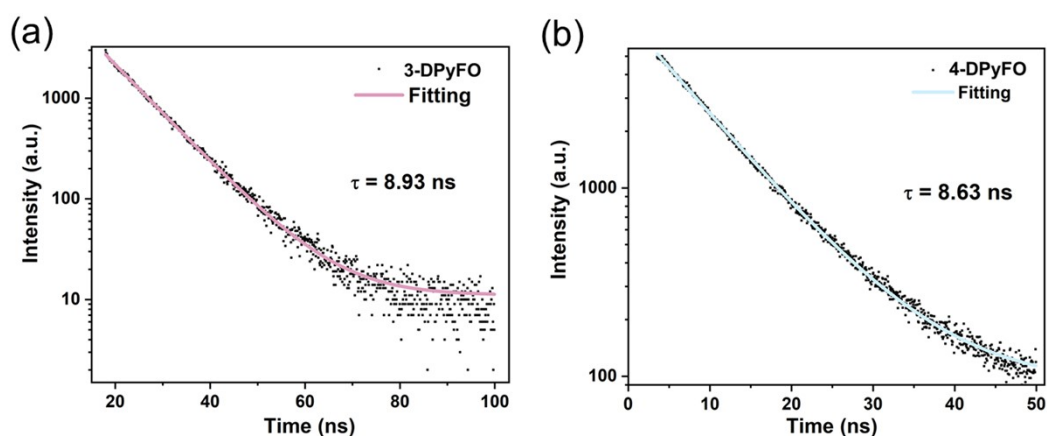 (a)
3-DPyFO
Fitting
τ = 8.93 ns
Intensity (a.u.)
1000
100
10
20 40 60 80 100
Time (ns)
(b)
4-DPyFO
Fitting
τ = 8.63 ns
Intensity (a.u.)
1000
100
0 10 20 30 40 50
Time (ns)